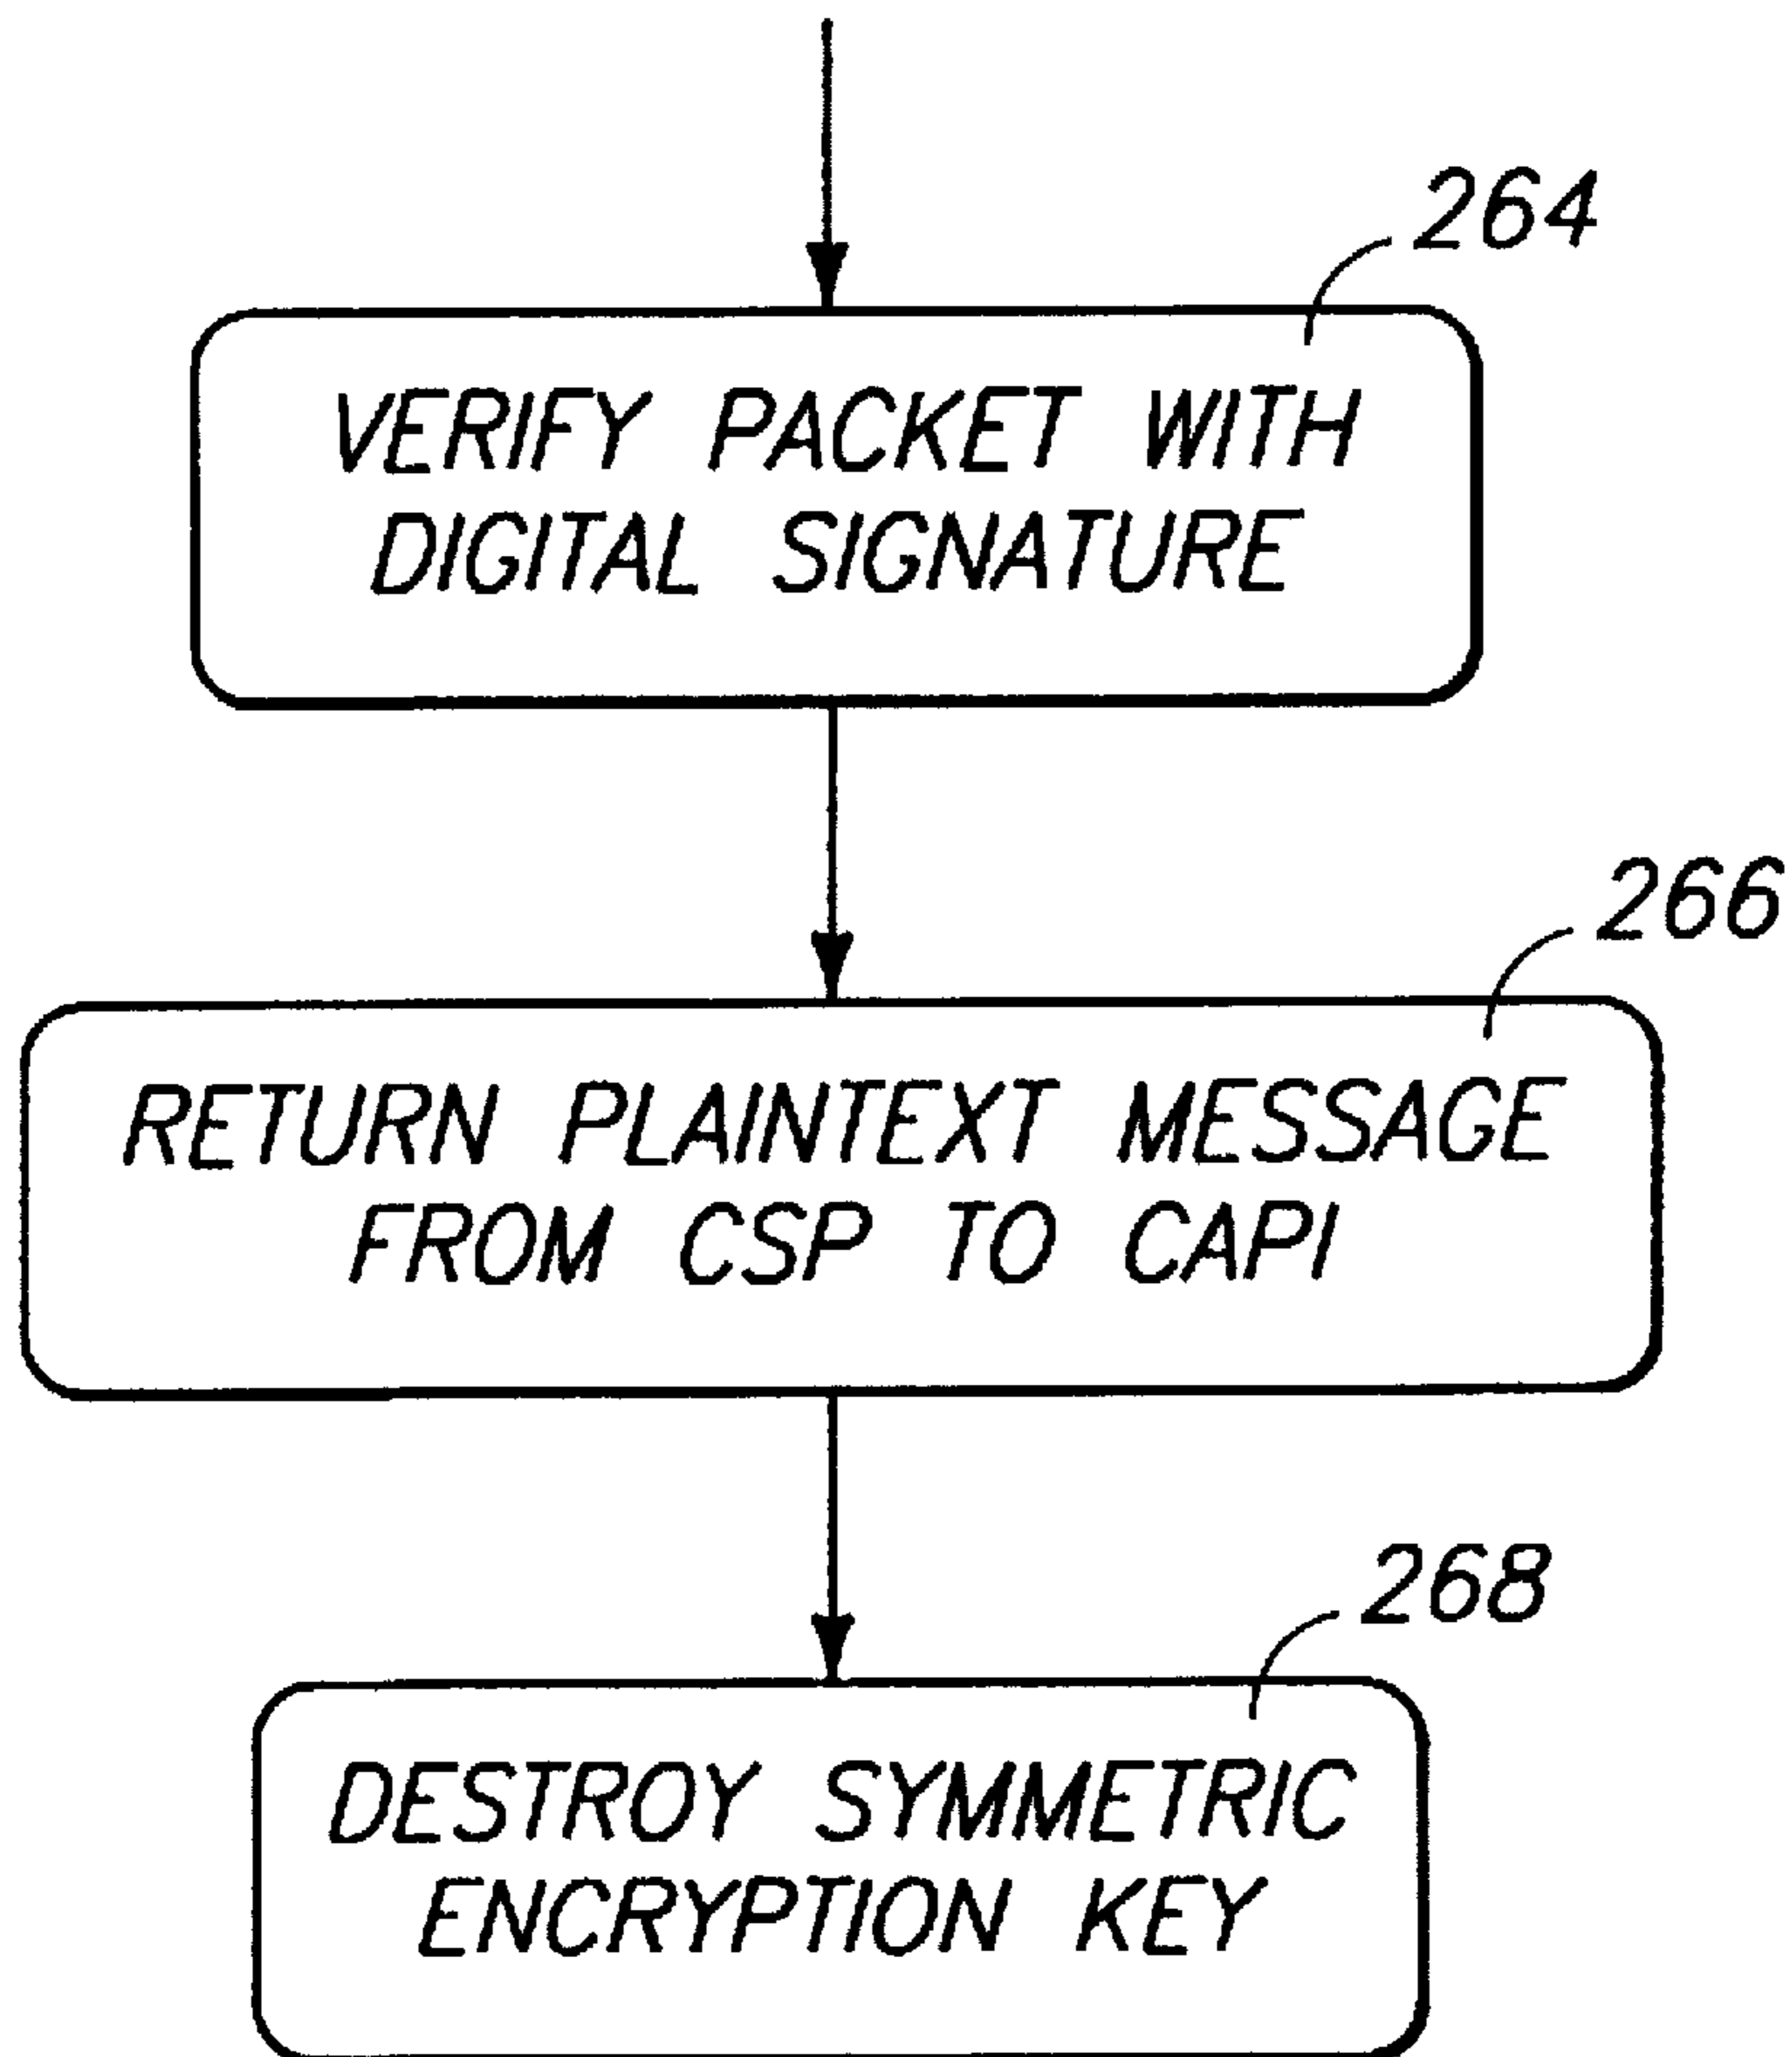 264
VERIFY PACKET WITH
DIGITAL SIGNATURE
266
RETURN PLAINTEXT MESSAGE
FROM CSP TO CAPI
268
DESTROY SYMMETRIC
ENCRYPTION KEY